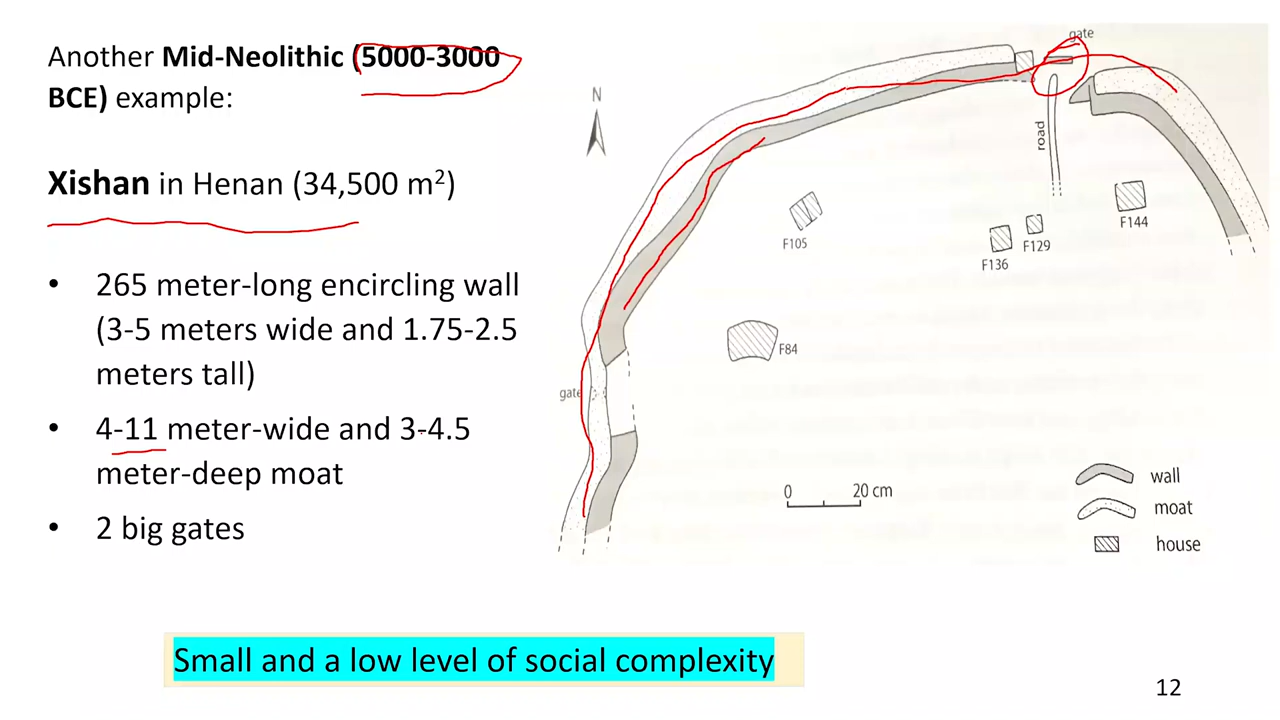 Another Mid-Neolithic (5000-3000
BCE) example:
Xishan in Henan (34,500 m²)
• 265 meter-long encircling wall
(3-5 meters wide and 1.75-2.5
meters tall)
• 4-11 meter-wide and 3-4.5
meter-deep moat
• 2 big gates
N
gate
road
F105
F136
F129
F144
F84
gate
0 20 cm
wall
moat
house
Small and a low level of social complexity
12